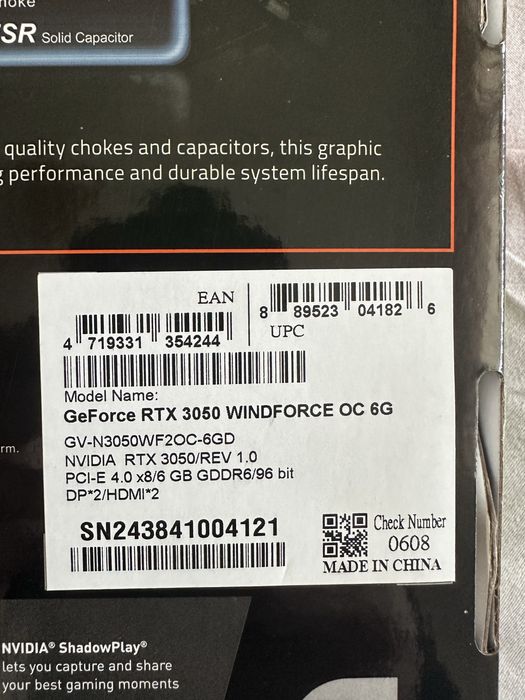 SR Solid Capacitor
quality chokes and capacitors, this graphic
performance and durable system lifespan.
EAN
4 719331 354244
8 89523 04182 6
UPC
Model Name:
GeForce RTX 3050 WINDFORCE OC 6G
GV-N3050WF2OC-6GD
NVIDIA RTX 3050/REV 1.0
PCI-E 4.0 x8/6 GB GDDR6/96 bit
DP*2/HDMI*2
SN243841004121
Check Number
0608
MADE IN CHINA
rm.
NVIDIA® ShadowPlay®
lets you capture and share
your best gaming moments